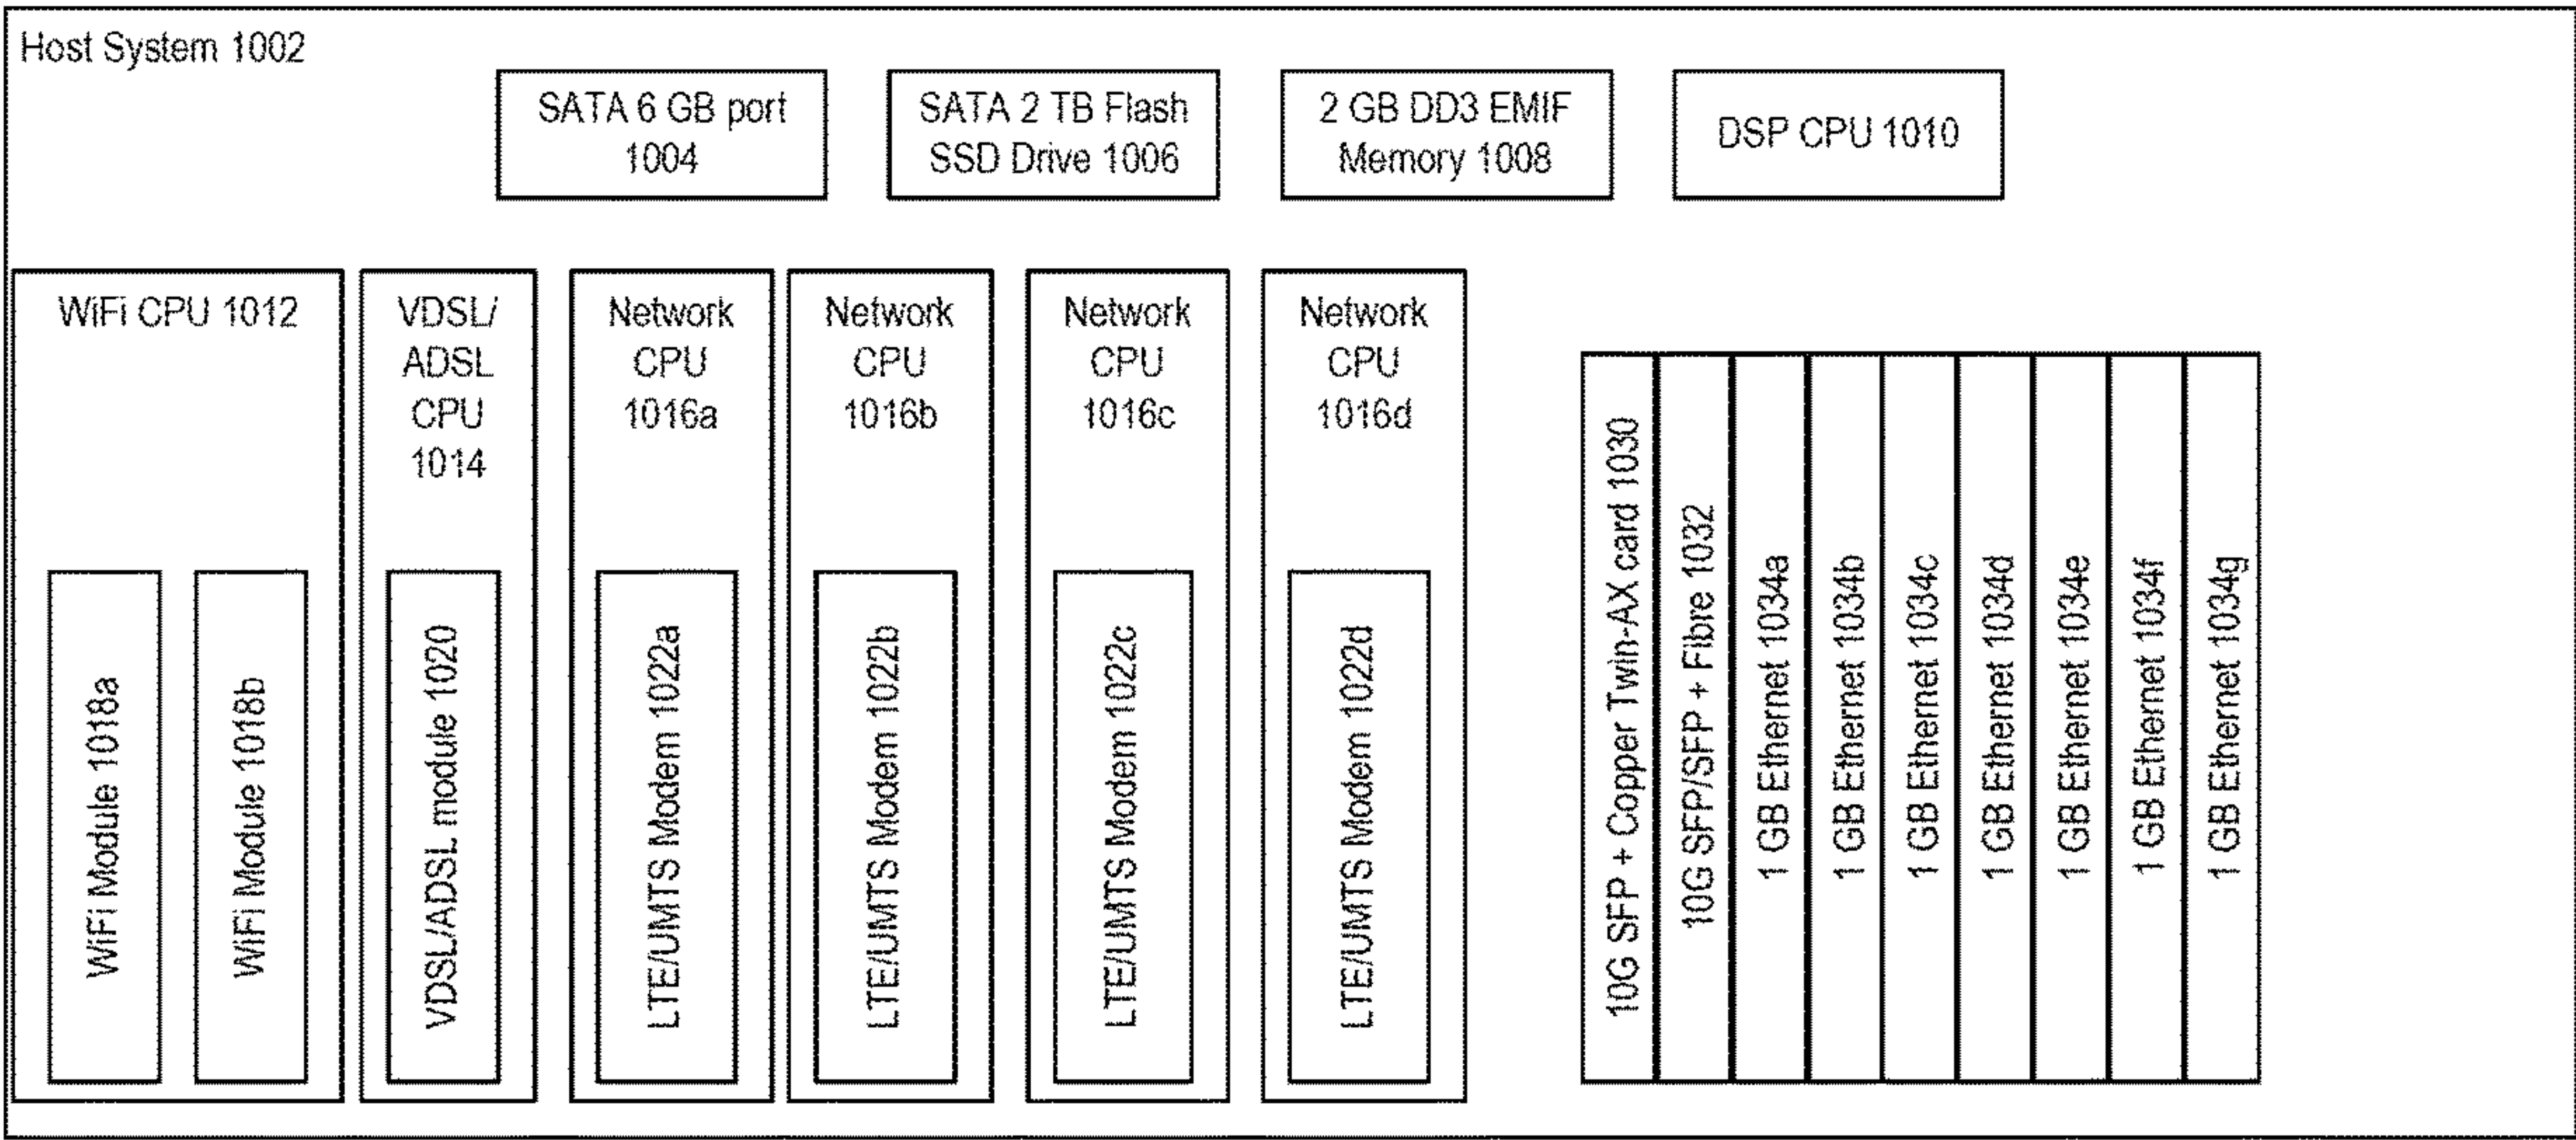 Host System 1002
SATA 6 GB port
1004
SATA 2 TB Flash
SSD Drive 1006
2 GB DD3 EMIF
Memory 1008
DSP CPU 1010
WiFi CPU 1012
WiFi Module 1018a
WiFi Module 1018b
VDSL/
ADSL
CPU
1014
VDSL/ADSL module 1020
Network
CPU
1016a
LTE/UMTS Modem 1022a
Network
CPU
1016b
LTE/UMTS Modem 1022b
Network
CPU
1016c
LTE/UMTS Modem 1022c
Network
CPU
1016d
LTE/UMTS Modem 1022d
10G SFP + Copper Twin-AX card 1030
10G SFP/SFP + Fibre 1032
1 GB Ethernet 1034a
1 GB Ethernet 1034b
1 GB Ethernet 1034c
1 GB Ethernet 1034d
1 GB Ethernet 1034e
1 GB Ethernet 1034f
1 GB Ethernet 1034g